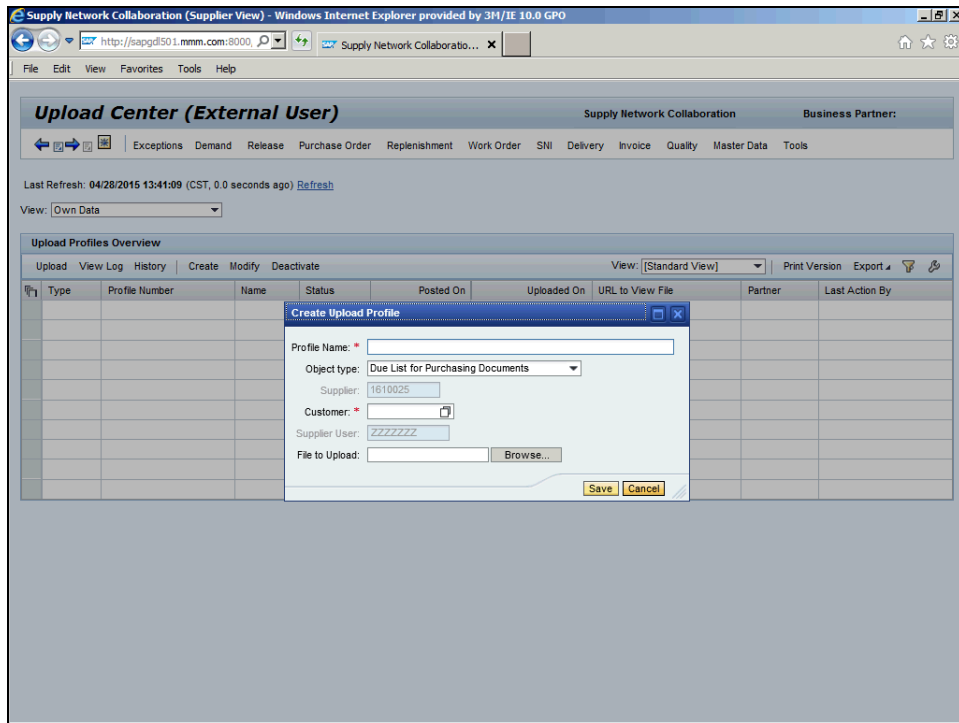 Supply Network Collaboration (Supplier View) - Windows Internet Explorer provided by 3M/IE 10.0 GPO
http://sapgdl501.mmm.com:8000, Supply Network Collaboratio...
File Edit View Favorites Tools Help
Upload Center (External User) Supply Network Collaboration Business Partner:
Exceptions Demand Release Purchase Order Replenishment Work Order SNI Delivery Invoice Quality Master Data Tools
Last Refresh: 04/28/2015 13:41:09 (CST, 0.0 seconds ago) Refresh
View: Own Data
Upload Profiles Overview
Upload View Log History Create Modify Deactivate View: [Standard View] Print Version Export
Type Profile Number Name Status Posted On Uploaded On URL to View File Partner Last Action By
Create Upload Profile
Profile Name: *
Object type: Due List for Purchasing Documents
Supplier: 1610025
Customer: *
Supplier User: ZZZZZZZ
File to Upload: Browse...
Save Cancel